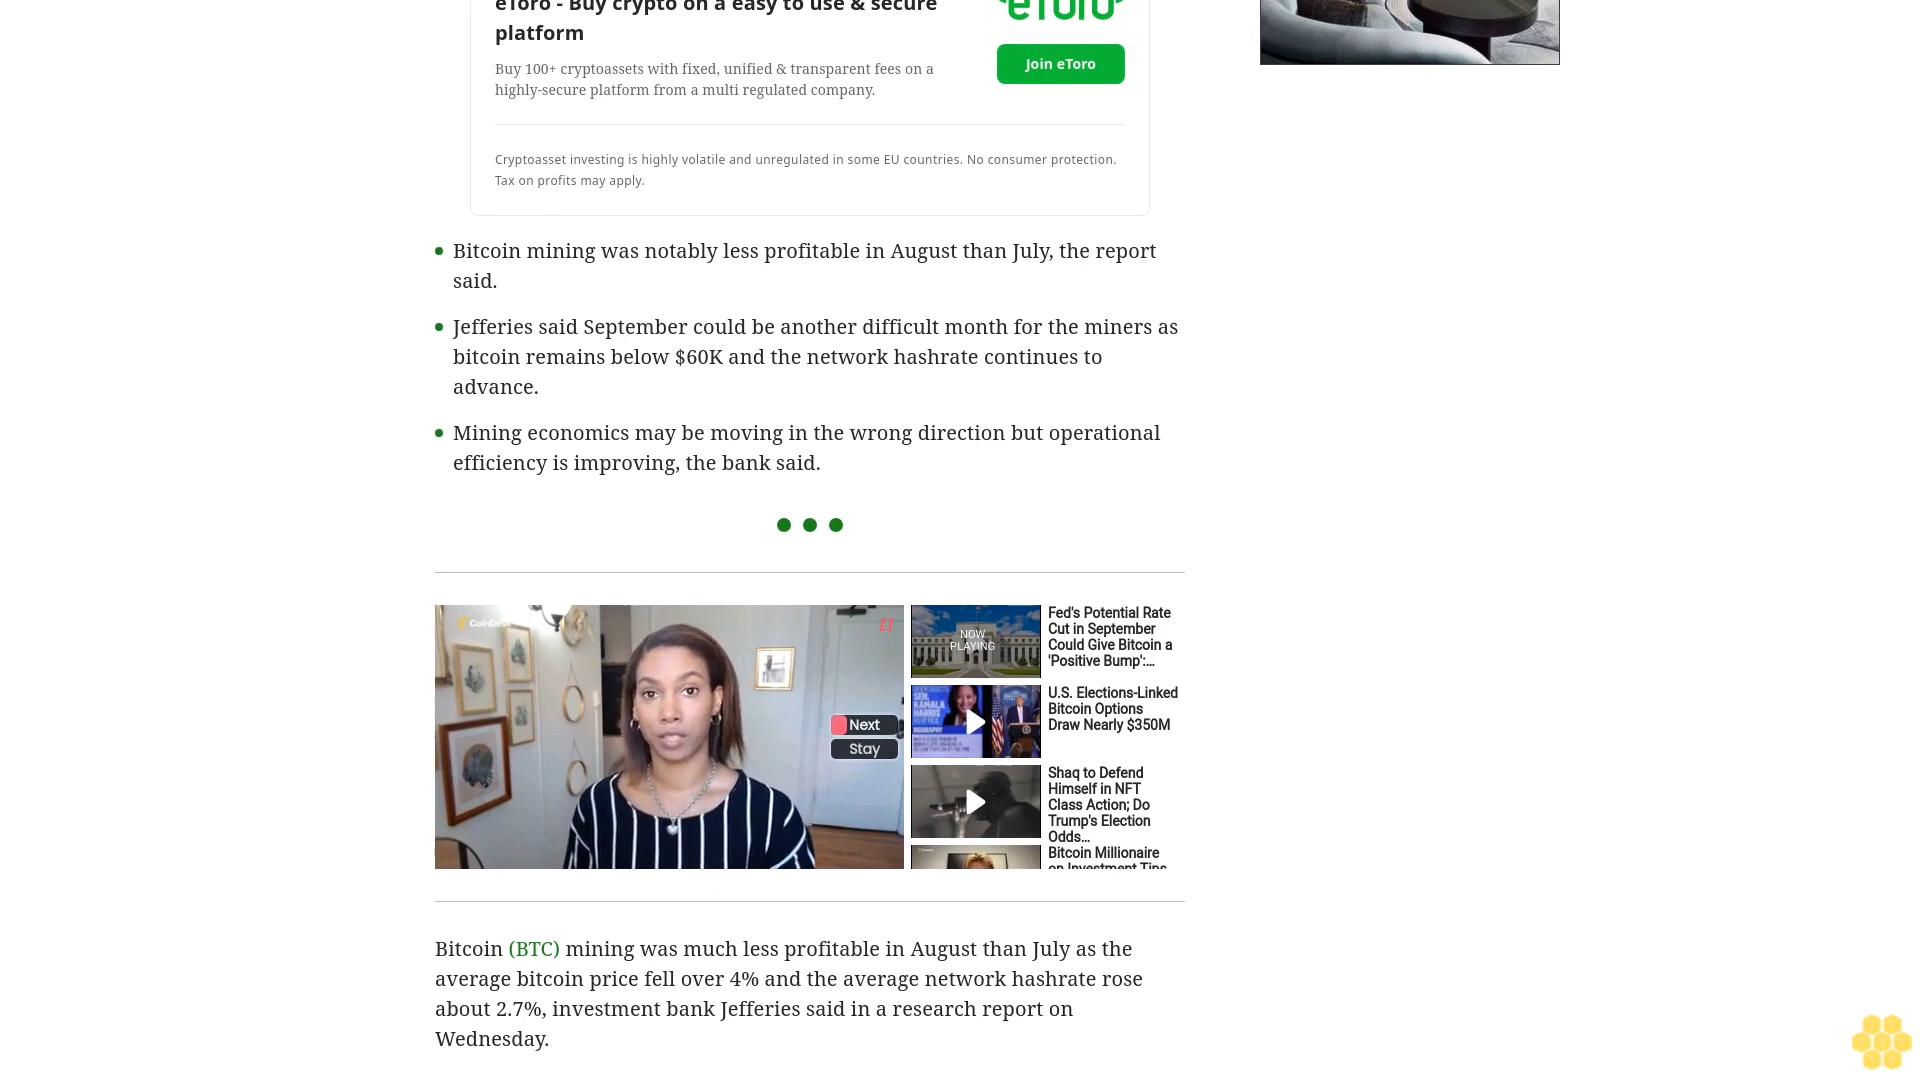 eToro - Buy crypto on a easy to use & secure
platform
eToro
Join eToro
Buy 100+ cryptoassets with fixed, unified & transparent fees on a
highly-secure platform from a multi regulated company.
Cryptoasset investing is highly volatile and unregulated in some EU countries. No consumer protection.
Tax on profits may apply.
Bitcoin mining was notably less profitable in August than July, the report
said.
Jefferies said September could be another difficult month for the miners as
bitcoin remains below $60K and the network hashrate continues to
advance.
Mining economics may be moving in the wrong direction but operational
efficiency is improving, the bank said.
CoinDesk
Next
Stay
NOW
PLAYING
Fed's Potential Rate
Cut in September
Could Give Bitcoin a
'Positive Bump':...
SEN.
KAMALA
HARRIS
BIOGRAPHY
U.S. Elections-Linked
Bitcoin Options
Draw Nearly $350M
Shaq to Defend
Himself in NFT
Class Action; Do
Trump's Election
Odds...
Bitcoin Millionaire
on Investment Tips
Bitcoin (BTC) mining was much less profitable in August than July as the
average bitcoin price fell over 4% and the average network hashrate rose
about 2.7%, investment bank Jefferies said in a research report on
Wednesday.